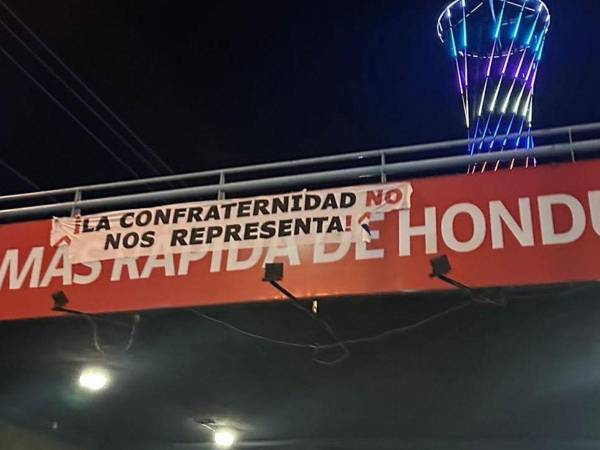 ¡LA CONFRATERNIDAD NO
NOS REPRESENTA!
MÁS RÁPIDA DE HONDU